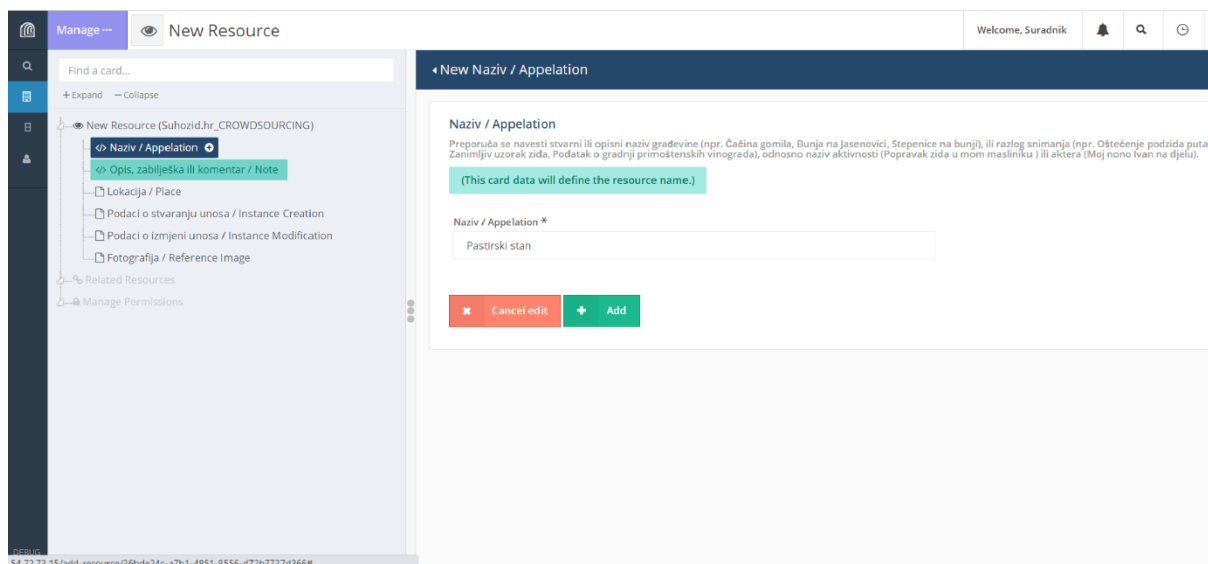 Manage ...
New Resource
Welcome, Suradnik
Find a card...
+ Expand − Collapse
New Resource (Suhozid.hr_CROWDSOURCING)
</> Naziv / Appelation
</> Opis, zabilješka ili komentar / Note
Lokacija / Place
Podaci o stvaranju unosa / Instance Creation
Podaci o izmjeni unosa / Instance Modification
Fotografija / Reference Image
Related Resources
Manage Permissions
DEBUG
New Naziv / Appelation
Naziv / Appelation
Preporuča se navesti stvarni ili opisni naziv građevine (npr. Čačina gomila, Bunja na Jasenovici, Stepenice na bunji), ili razlog snimanja (npr. Oštećenje podzida puta
Zanimljiv uzorak zida, Podatak o gradnji primoštenskih vinograda), odnosno naziv aktivnosti (Popravak zida u mom masliniku ) ili aktera (Moj nono Ivan na djelu).
(This card data will define the resource name.)
Naziv / Appelation *
Pastirski stan
Cancel edit
Add